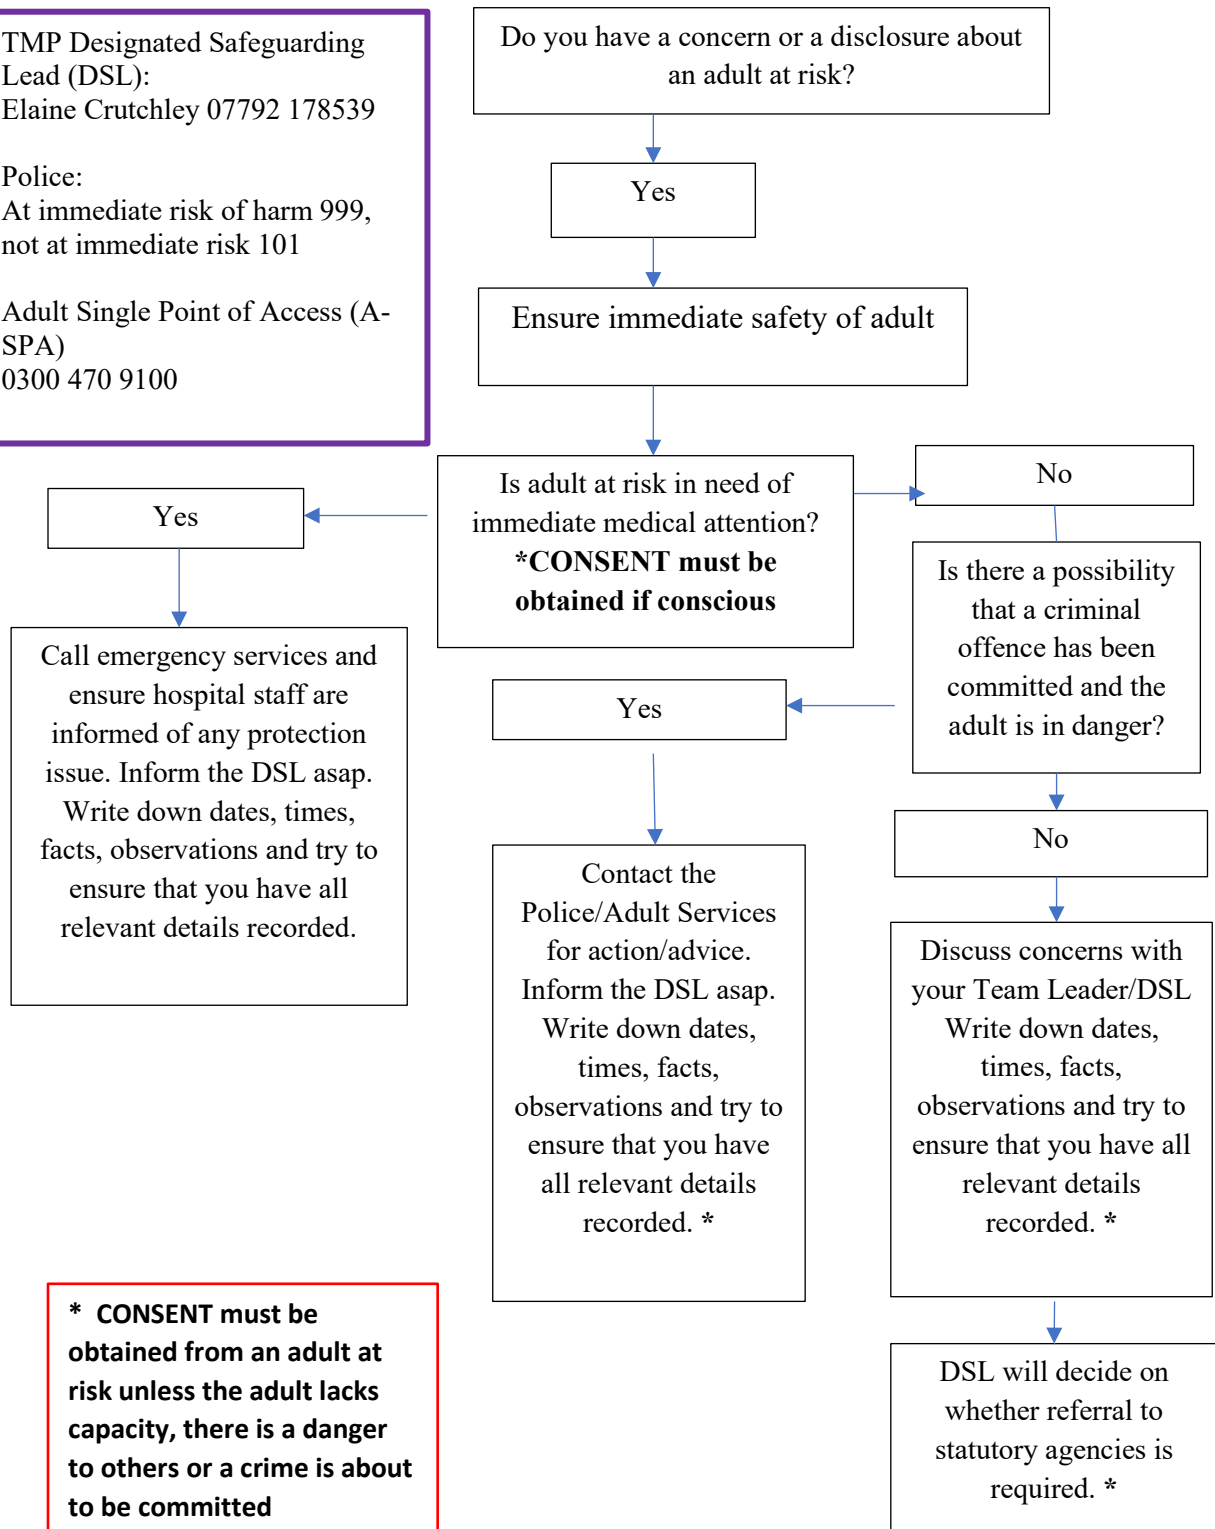 TMP Designated Safeguarding
Lead (DSL):
Elaine Crutchley 07792 178539
Police:
At immediate risk of harm 999,
not at immediate risk 101
Adult Single Point of Access (A-
SPA)
0300 470 9100
Do you have a concern or a disclosure about
an adult at risk?
Yes
Ensure immediate safety of adult
Is adult at risk in need of
immediate medical attention?
*CONSENT must be
obtained if conscious
Yes
Call emergency services and
ensure hospital staff are
informed of any protection
issue. Inform the DSL asap.
Write down dates, times,
facts, observations and try to
ensure that you have all
relevant details recorded.
No
Is there a possibility
that a criminal
offence has been
committed and the
adult is in danger?
Yes
Contact the
Police/Adult Services
for action/advice.
Inform the DSL asap.
Write down dates,
times, facts,
observations and try to
ensure that you have
all relevant details
recorded. *
No
Discuss concerns with
your Team Leader/DSL
Write down dates,
times, facts,
observations and try to
ensure that you have all
relevant details
recorded. *
DSL will decide on
whether referral to
statutory agencies is
required. *
* CONSENT must be
obtained from an adult at
risk unless the adult lacks
capacity, there is a danger
to others or a crime is about
to be committed